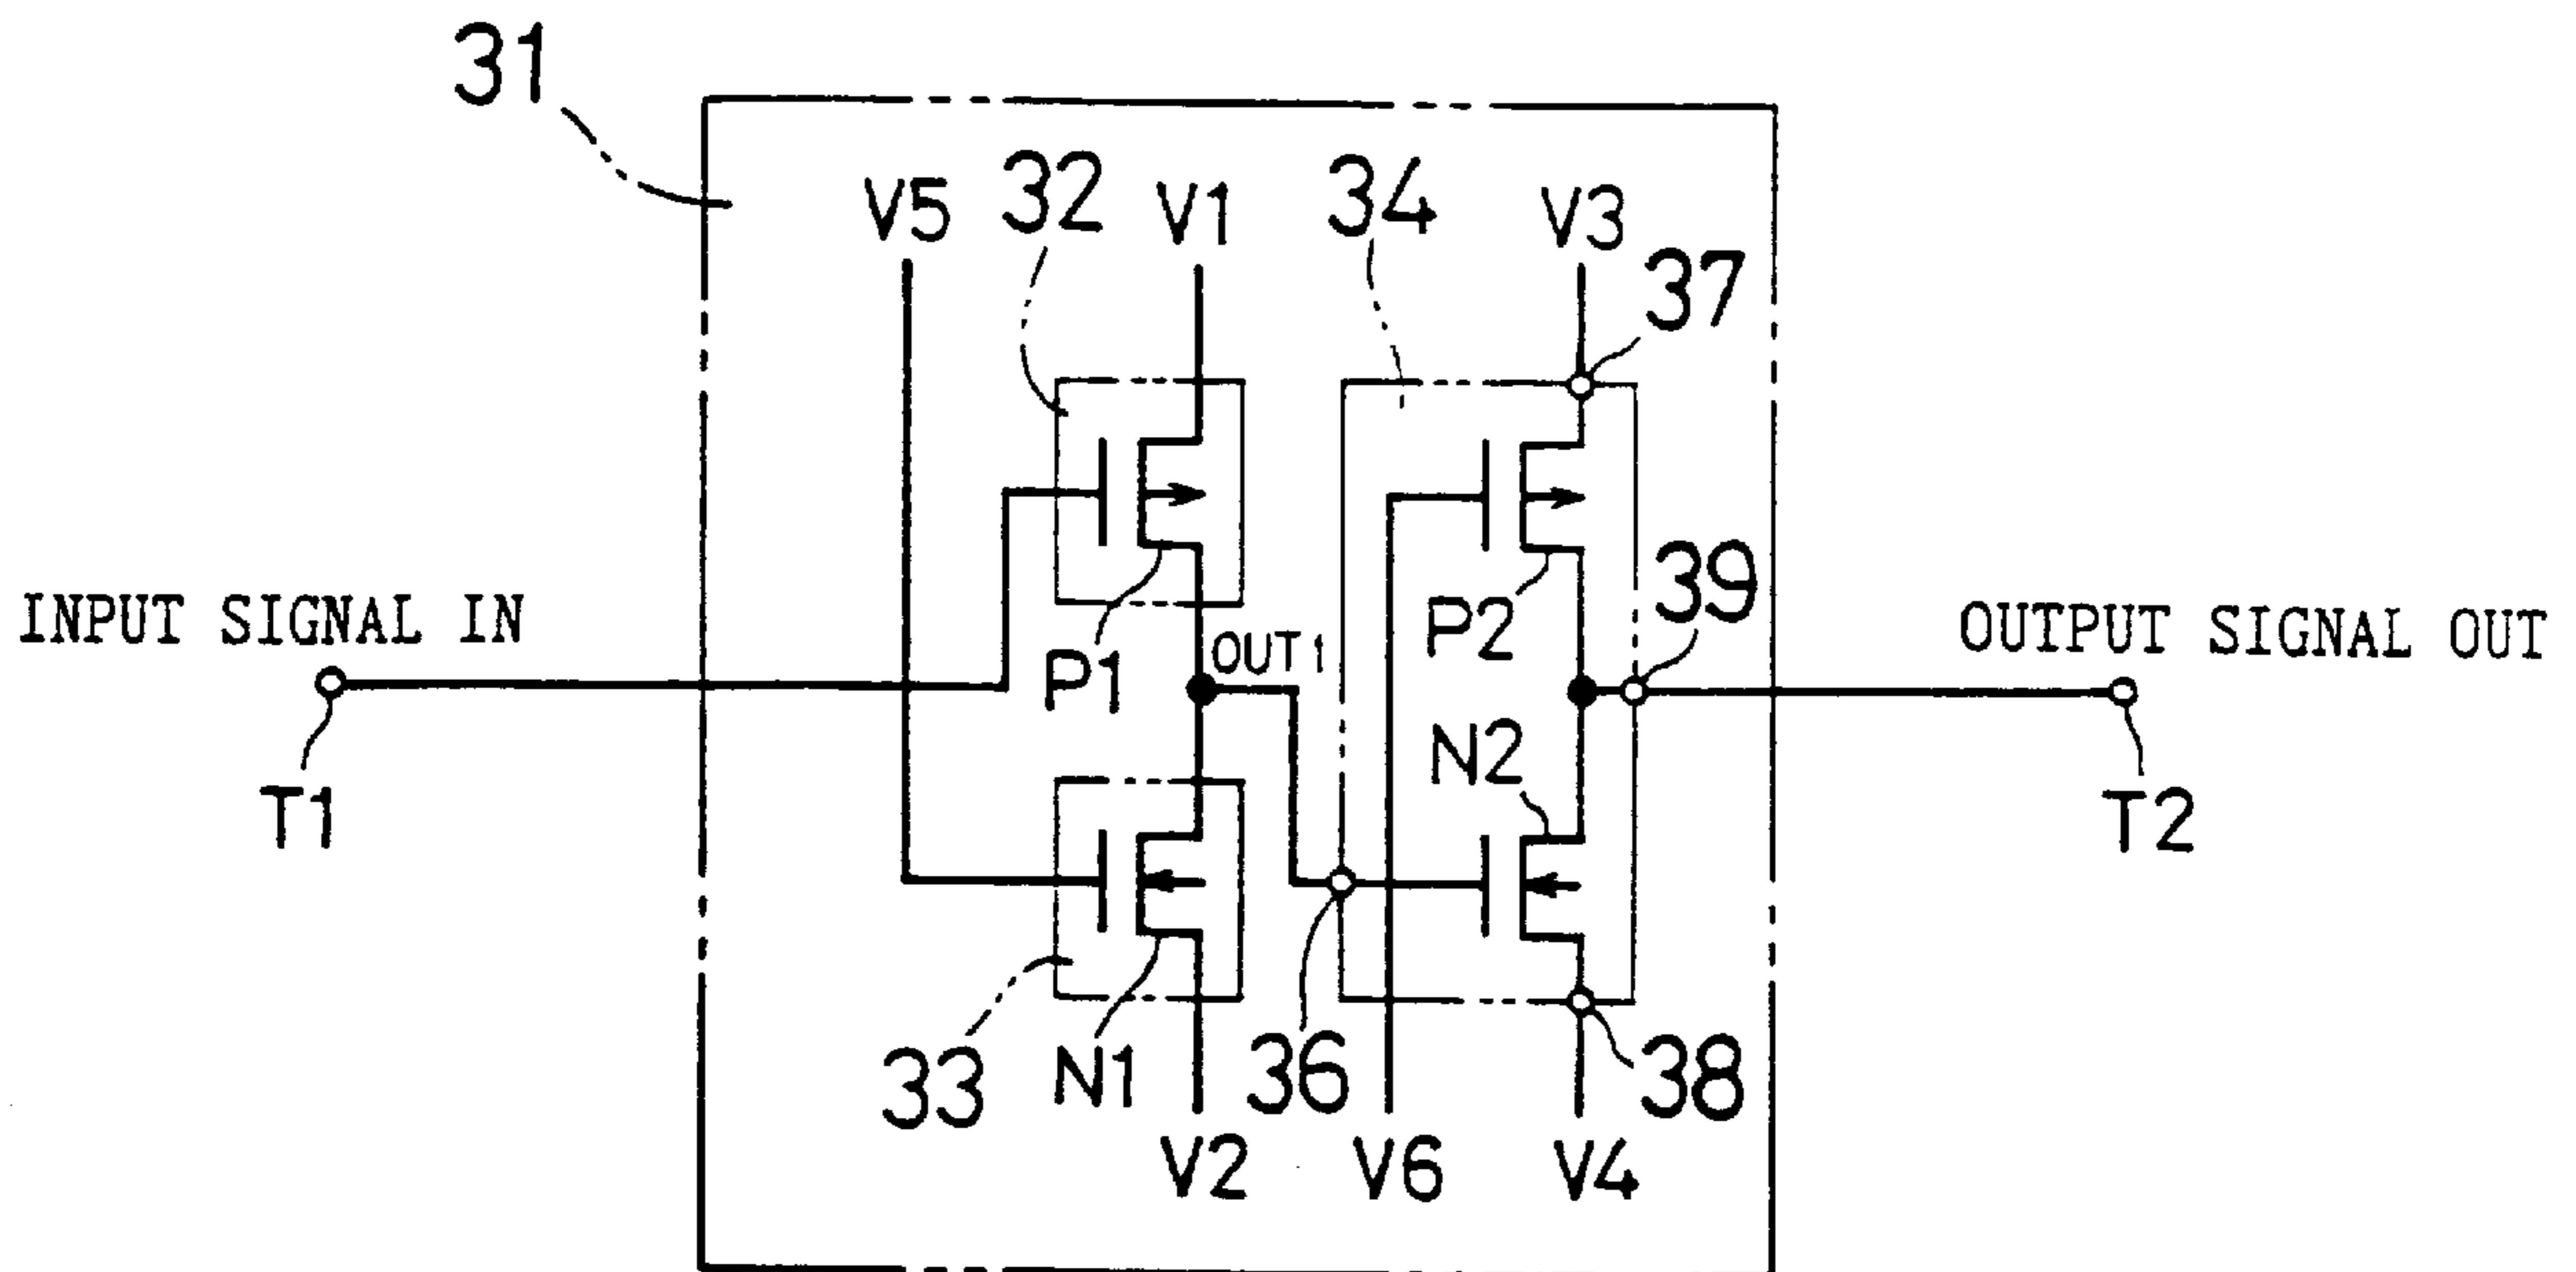 31
V5
32
V1
34
V3
37
INPUT SIGNAL IN
P1
OUT1
P2
39
OUTPUT SIGNAL OUT
T1
N2
T2
33
N1
36
38
V2
V6
V4